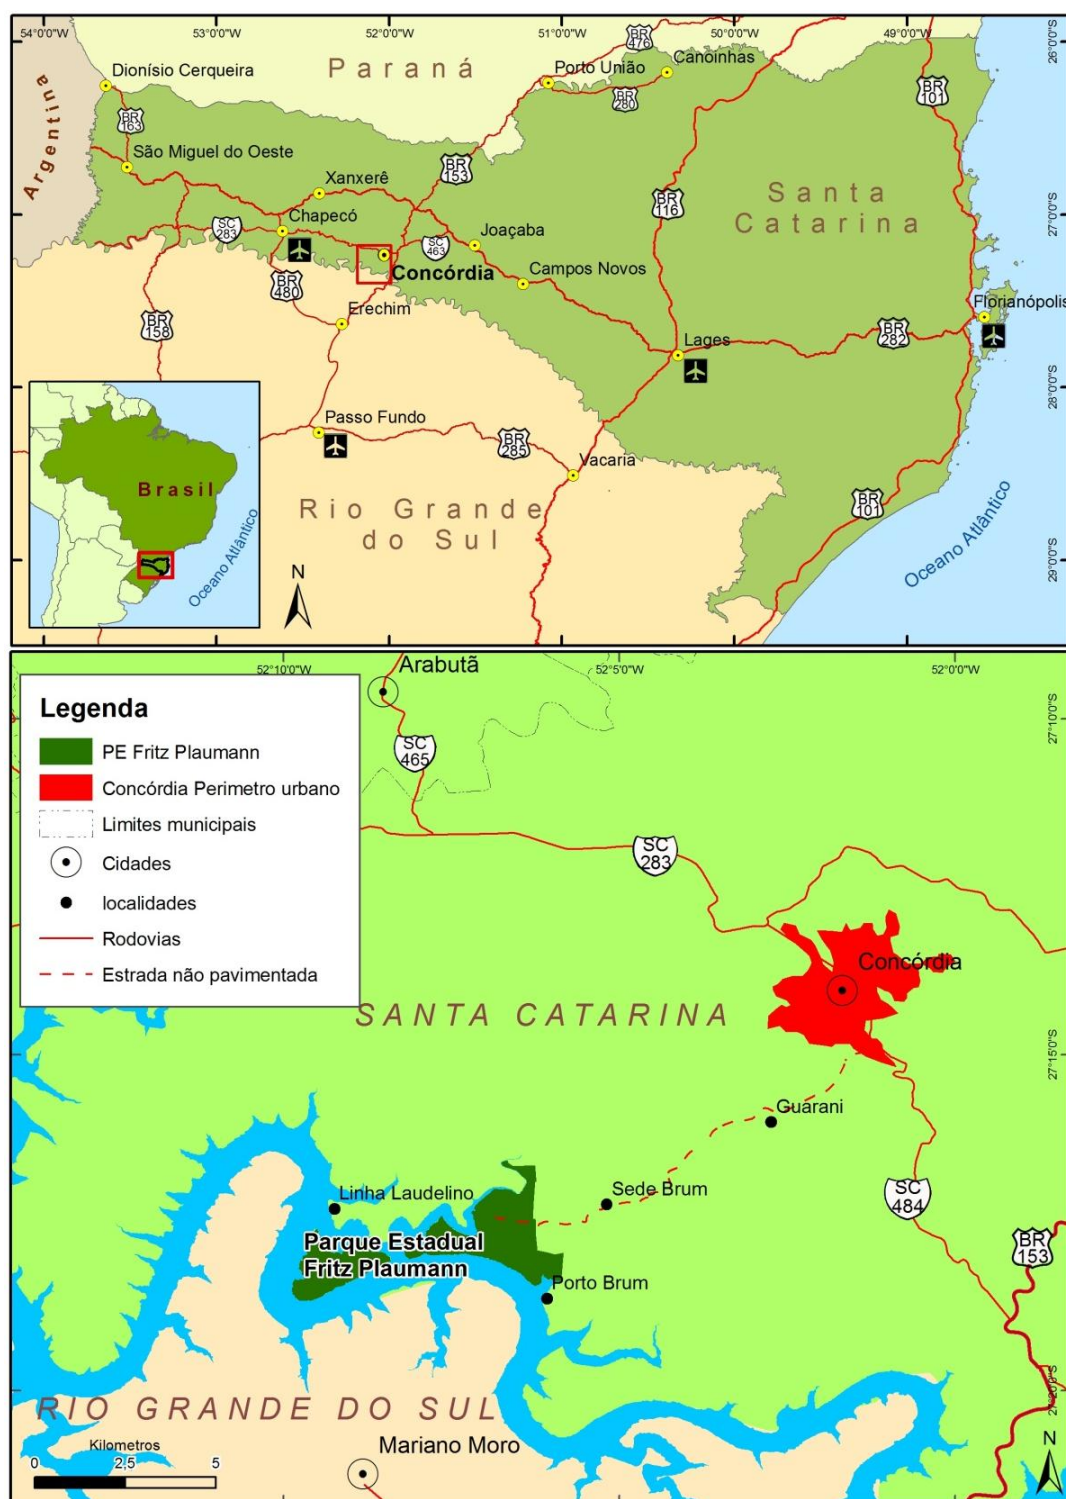 54°0'0"W
53°0'0"W
52°0'0"W
51°0'0"W
50°0'0"W
49°0'0"W
26°0'0"S
BR
476
Canoinhas
Porto União
Dionísio Cerqueira
Paraná
BR
280
BR
101
Argentina
BR
163
São Miguel do Oeste
BR
153
Xanxerê
BR
116
Santa
Catarina
27°0'0"S
SC
283
Chapecó
Joaçaba
SC
463
Concórdia
Campos Novos
BR
480
Florianópolis
Erechim
BR
158
BR
282
Lages
28°0'0"S
Passo Fundo
BR
285
Vacaria
Brasil
Rio Grande
do Sul
BR
101
Oceano Atlântico
Oceano Atlântico
29°0'0"S
N
52°10'0"W
Arabutã
52°5'0"W
52°0'0"W
Legenda
PE Fritz Plaumann
Concórdia Perimetro urbano
Limites municipais
Cidades
localidades
Rodovias
Estrada não pavimentada
27°10'0"S
SC
465
SC
283
Concórdia
SANTA CATARINA
27°15'0"S
Guarani
Linha Laudelino
Sede Brum
SC
484
Parque Estadual
Fritz Plaumann
BR
153
Porto Brum
27°20'0"S
RIO GRANDE DO SUL
Mariano Moro
Kilometros
0
2,5
5
N